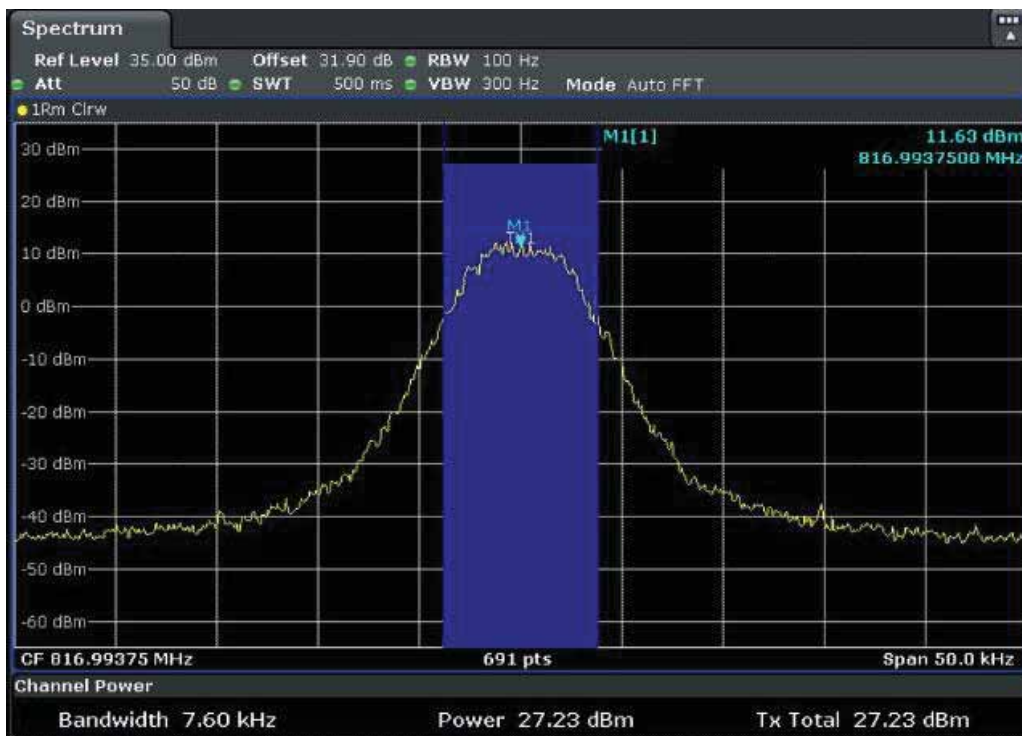 Spectrum
Ref Level 35.00 dBm Offset 31.90 dB RBW 100 Hz
Att 50 dB SWT 500 ms VBW 300 Hz Mode Auto FFT
1Rm Clrw
M1[1] 11.63 dBm
816.9937500 MHz
30 dBm
20 dBm
M1
10 dBm
0 dBm
-10 dBm
-20 dBm
-30 dBm
-40 dBm
-50 dBm
-60 dBm
CF 816.99375 MHz 691 pts Span 50.0 kHz
Channel Power
Bandwidth 7.60 kHz Power 27.23 dBm Tx Total 27.23 dBm